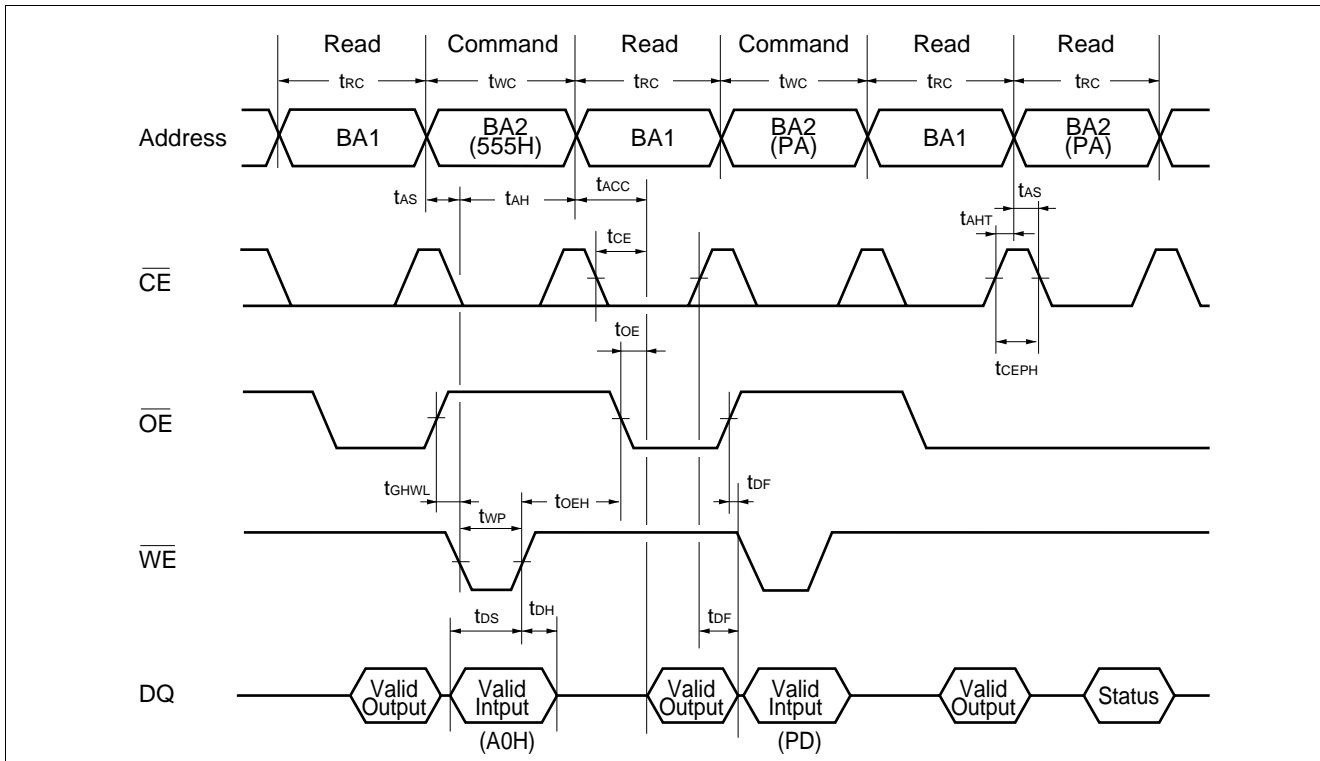 Read Command Read Command Read Read
tRC tWC tRC tWC tRC tRC
Address BA1 BA2 (555H) BA1 BA2 (PA) BA1 BA2 (PA)
tAS tAH tACC tAS
tAHT
tCE
CE
tOE
tCEPH
OE
tDF
tGHWL tOEH
tWP
WE
tDS tDH tDF
DQ Valid Output Valid Intput Valid Output Valid Intput Valid Output Status
(A0H) (PD)